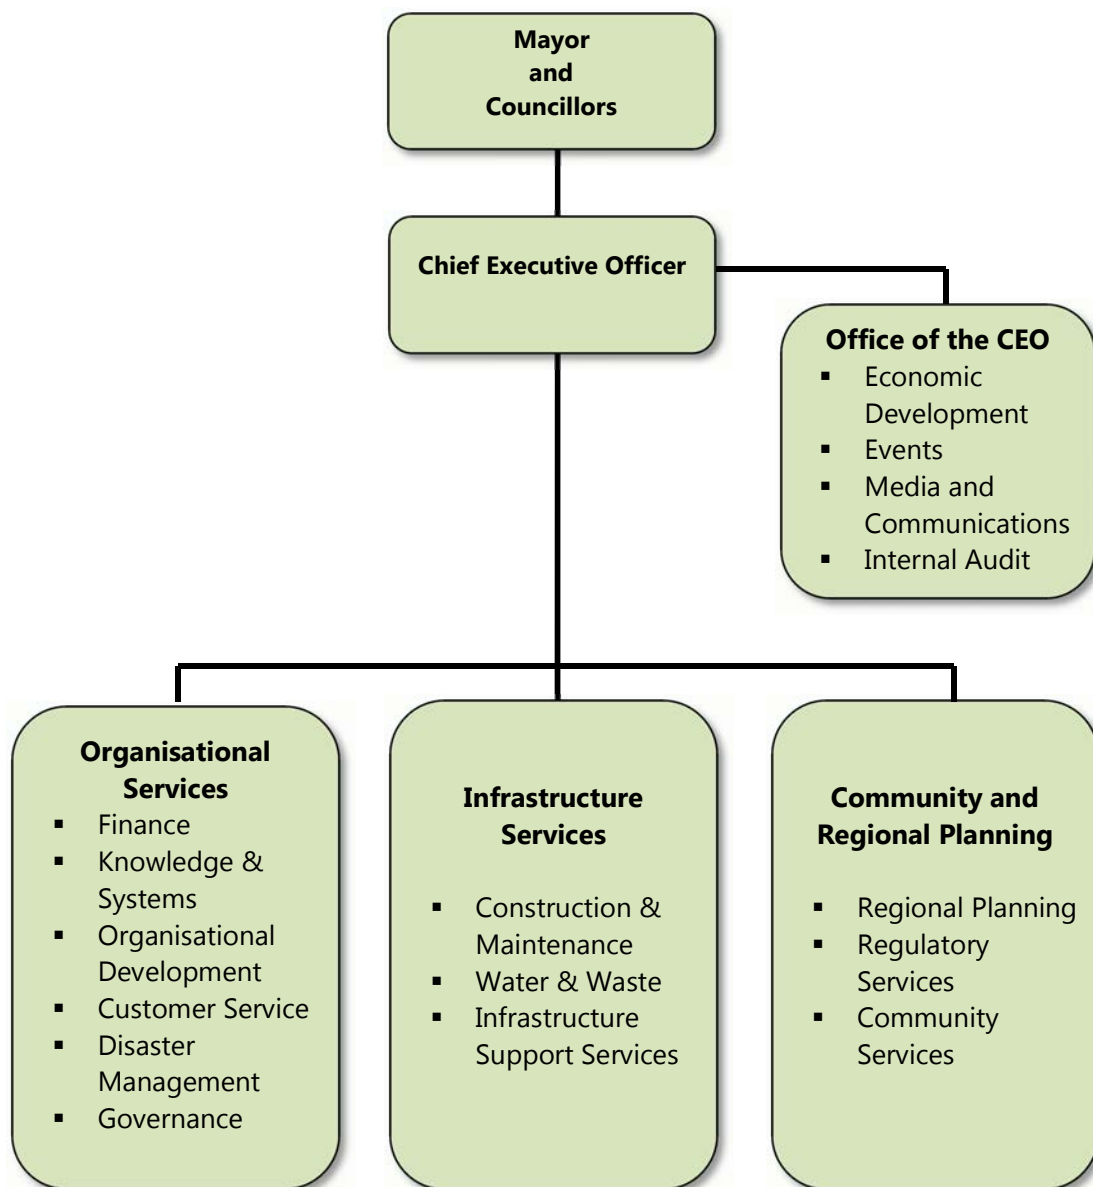 Mayor
and
Councillors
Chief Executive Officer
Office of the CEO
▪ Economic
Development
▪ Events
▪ Media and
Communications
▪ Internal Audit
Organisational
Services
▪ Finance
▪ Knowledge &
Systems
▪ Organisational
Development
▪ Customer Service
▪ Disaster
Management
▪ Governance
Infrastructure
Services
▪ Construction &
Maintenance
▪ Water & Waste
▪ Infrastructure
Support Services
Community and
Regional Planning
▪ Regional Planning
▪ Regulatory
Services
▪ Community
Services